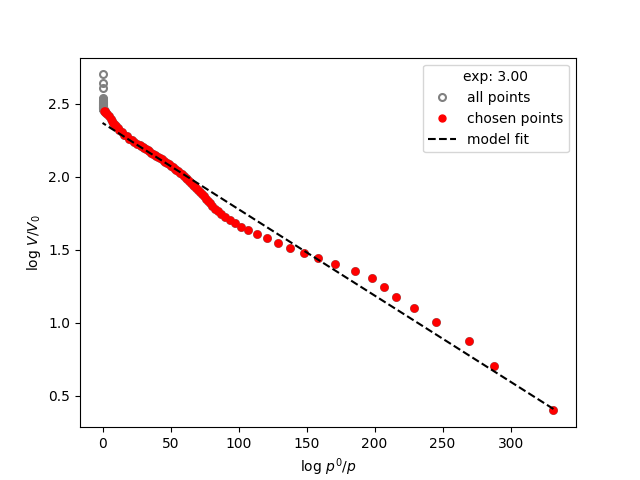 exp: 3.00
all points
chosen points
model fit
log V/V₀
2.5
2.0
1.5
1.0
0.5
0 50 100 150 200 250 300
log p⁰/p